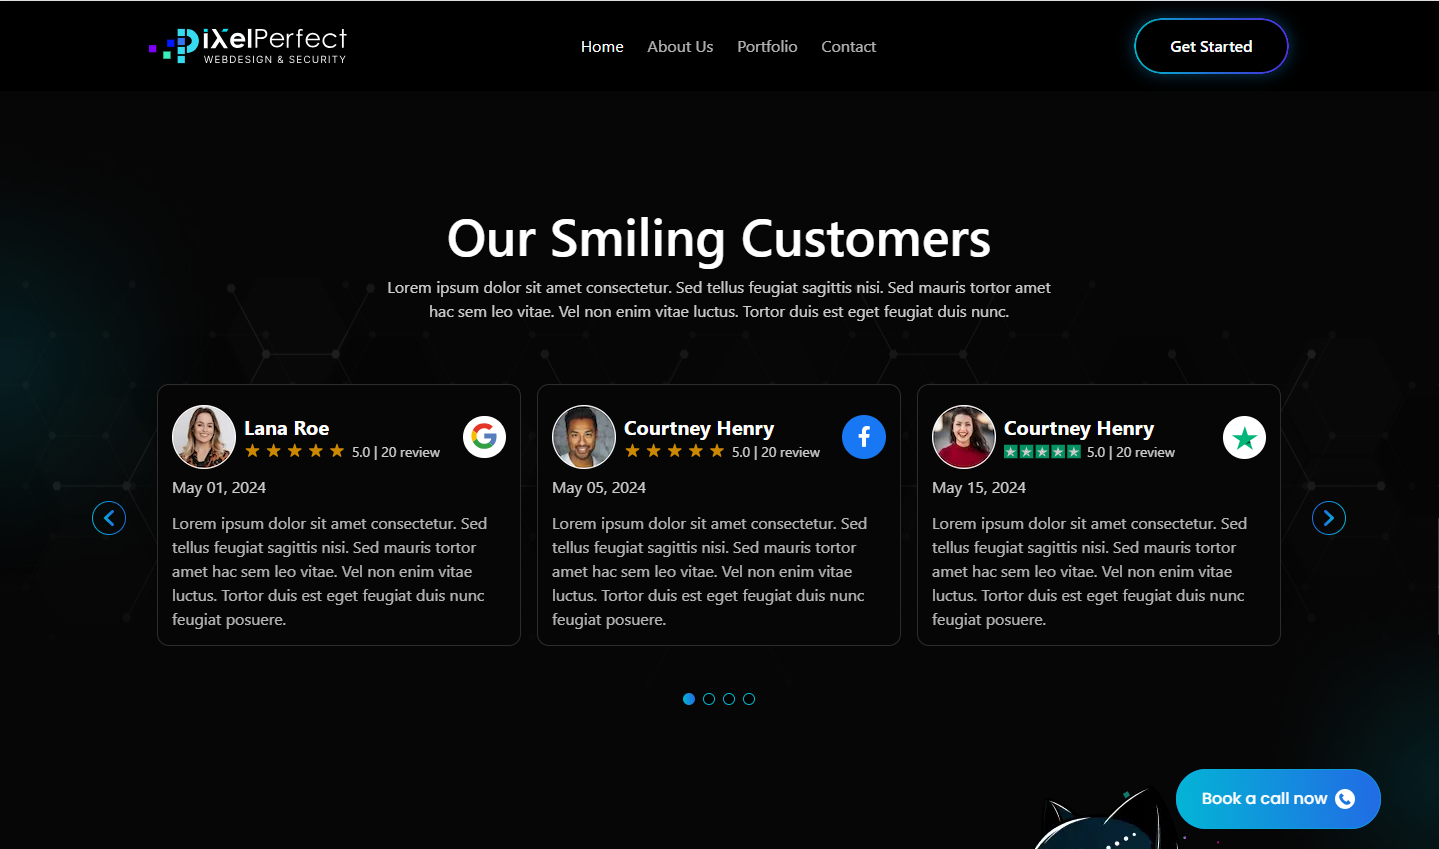 PiXelPerfect
WEBDESIGN & SECURITY
Home
About Us
Portfolio
Contact
Get Started
Our Smiling Customers
Lorem ipsum dolor sit amet consectetur. Sed tellus feugiat sagittis nisi. Sed mauris tortor amet
hac sem leo vitae. Vel non enim vitae luctus. Tortor duis est eget feugiat duis nunc.
Lana Roe
5.0 | 20 review
May 01, 2024
Lorem ipsum dolor sit amet consectetur. Sed
tellus feugiat sagittis nisi. Sed mauris tortor
amet hac sem leo vitae. Vel non enim vitae
luctus. Tortor duis est eget feugiat duis nunc
feugiat posuere.
Courtney Henry
5.0 | 20 review
May 05, 2024
Lorem ipsum dolor sit amet consectetur. Sed
tellus feugiat sagittis nisi. Sed mauris tortor
amet hac sem leo vitae. Vel non enim vitae
luctus. Tortor duis est eget feugiat duis nunc
feugiat posuere.
Courtney Henry
5.0 | 20 review
May 15, 2024
Lorem ipsum dolor sit amet consectetur. Sed
tellus feugiat sagittis nisi. Sed mauris tortor
amet hac sem leo vitae. Vel non enim vitae
luctus. Tortor duis est eget feugiat duis nunc
feugiat posuere.
Book a call now